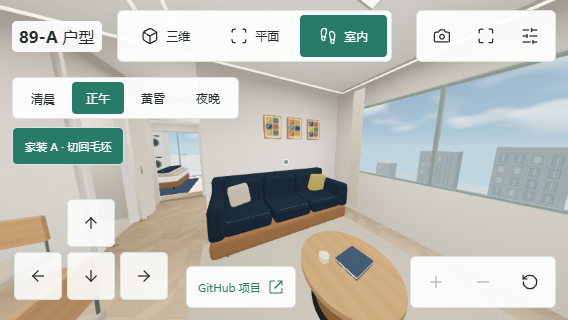 89-A 户型
三维
平面
室内
清晨
正午
黄昏
夜晚
家装 A · 切回毛坯
GitHub 项目